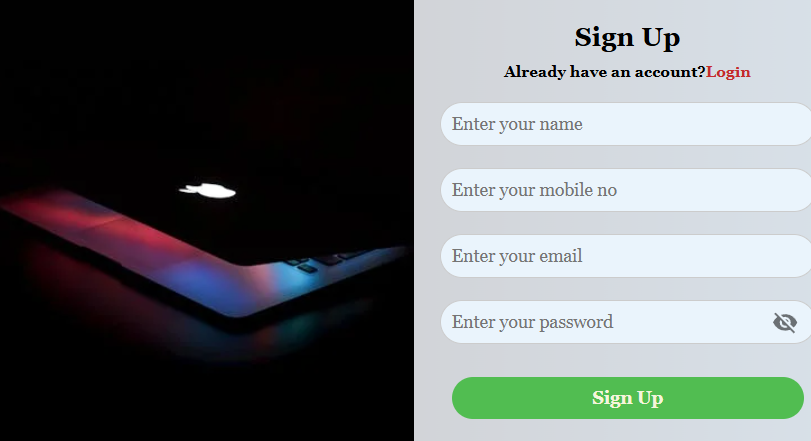 Sign Up
Already have an account?Login
Enter your name
Enter your mobile no
Enter your email
Enter your password
Sign Up